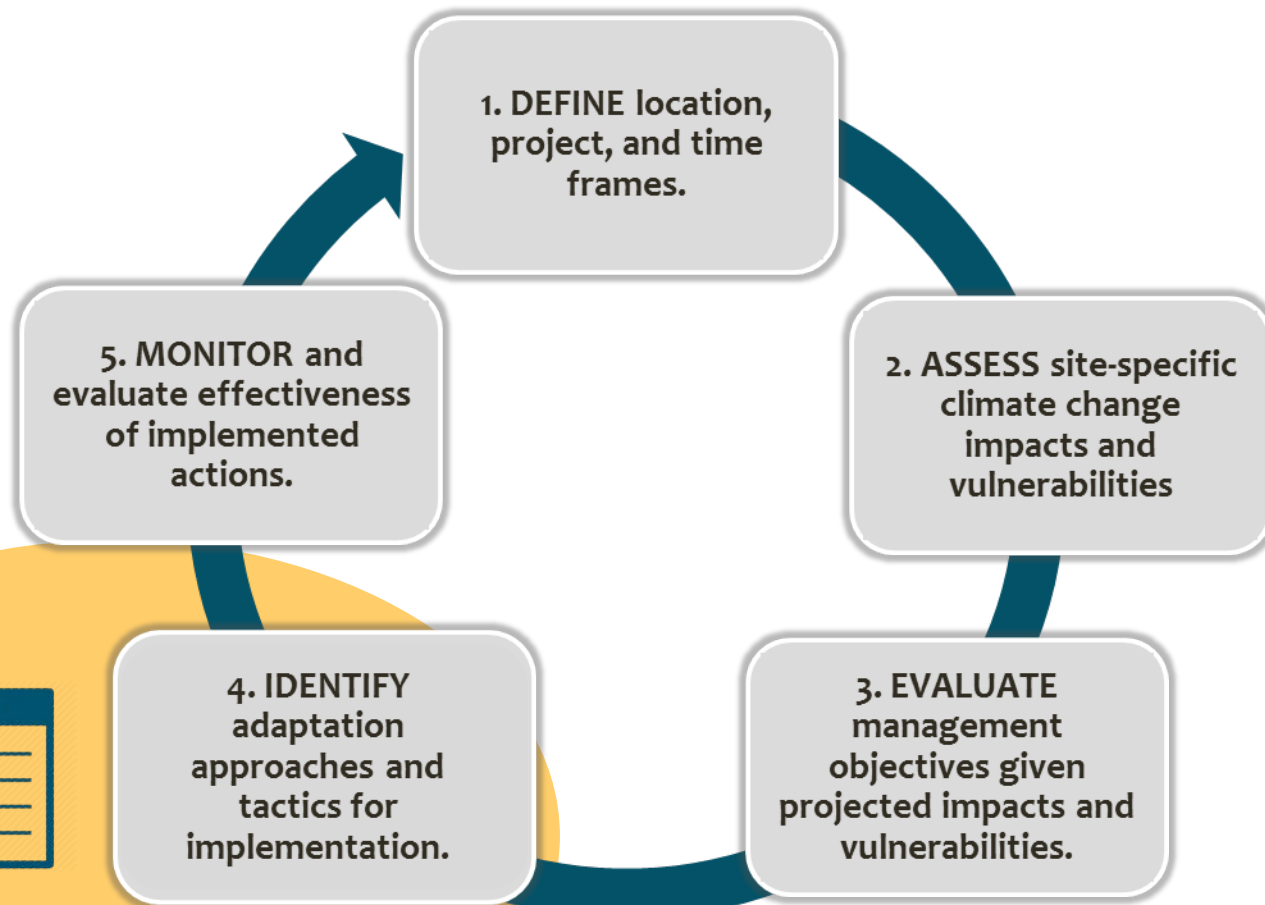 1. DEFINE location,
project, and time
frames.
2. ASSESS site-specific
climate change
impacts and
vulnerabilities
3. EVALUATE
management
objectives given
projected impacts and
vulnerabilities.
4. IDENTIFY
adaptation
approaches and
tactics for
implementation.
5. MONITOR and
evaluate effectiveness
of implemented
actions.